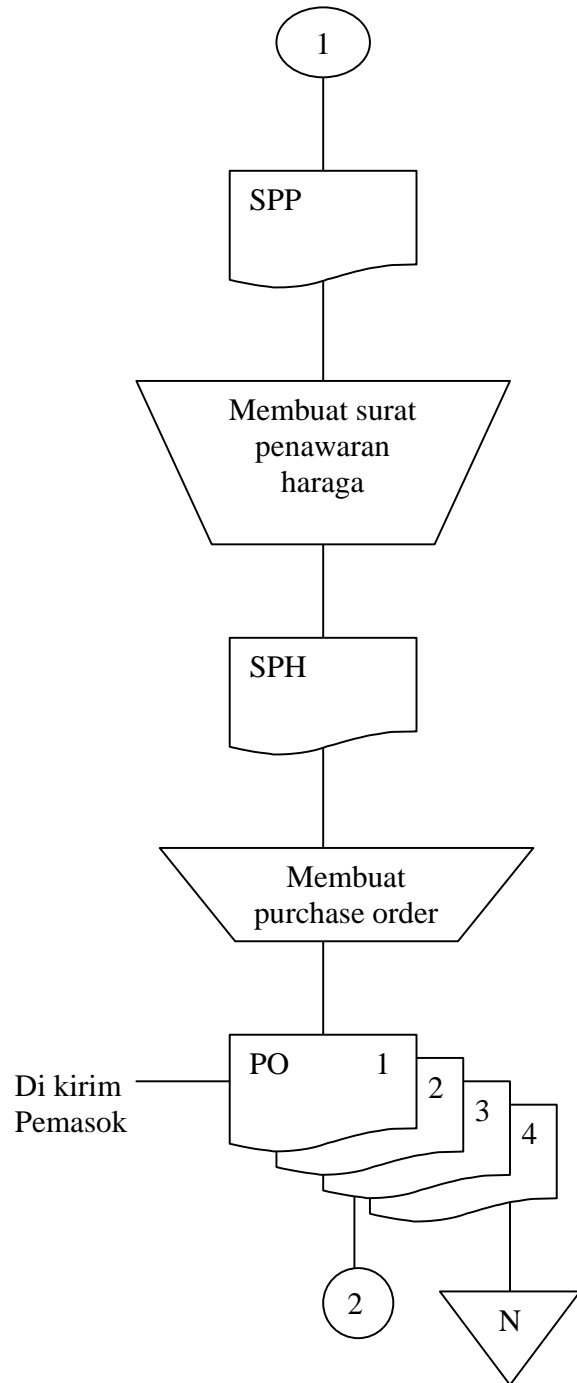 1
SPP
Membuat surat
penawaran
haraga
SPH
Membuat
purchase order
PO 1
2
3
4
Di kirim
Pemasok
2
N